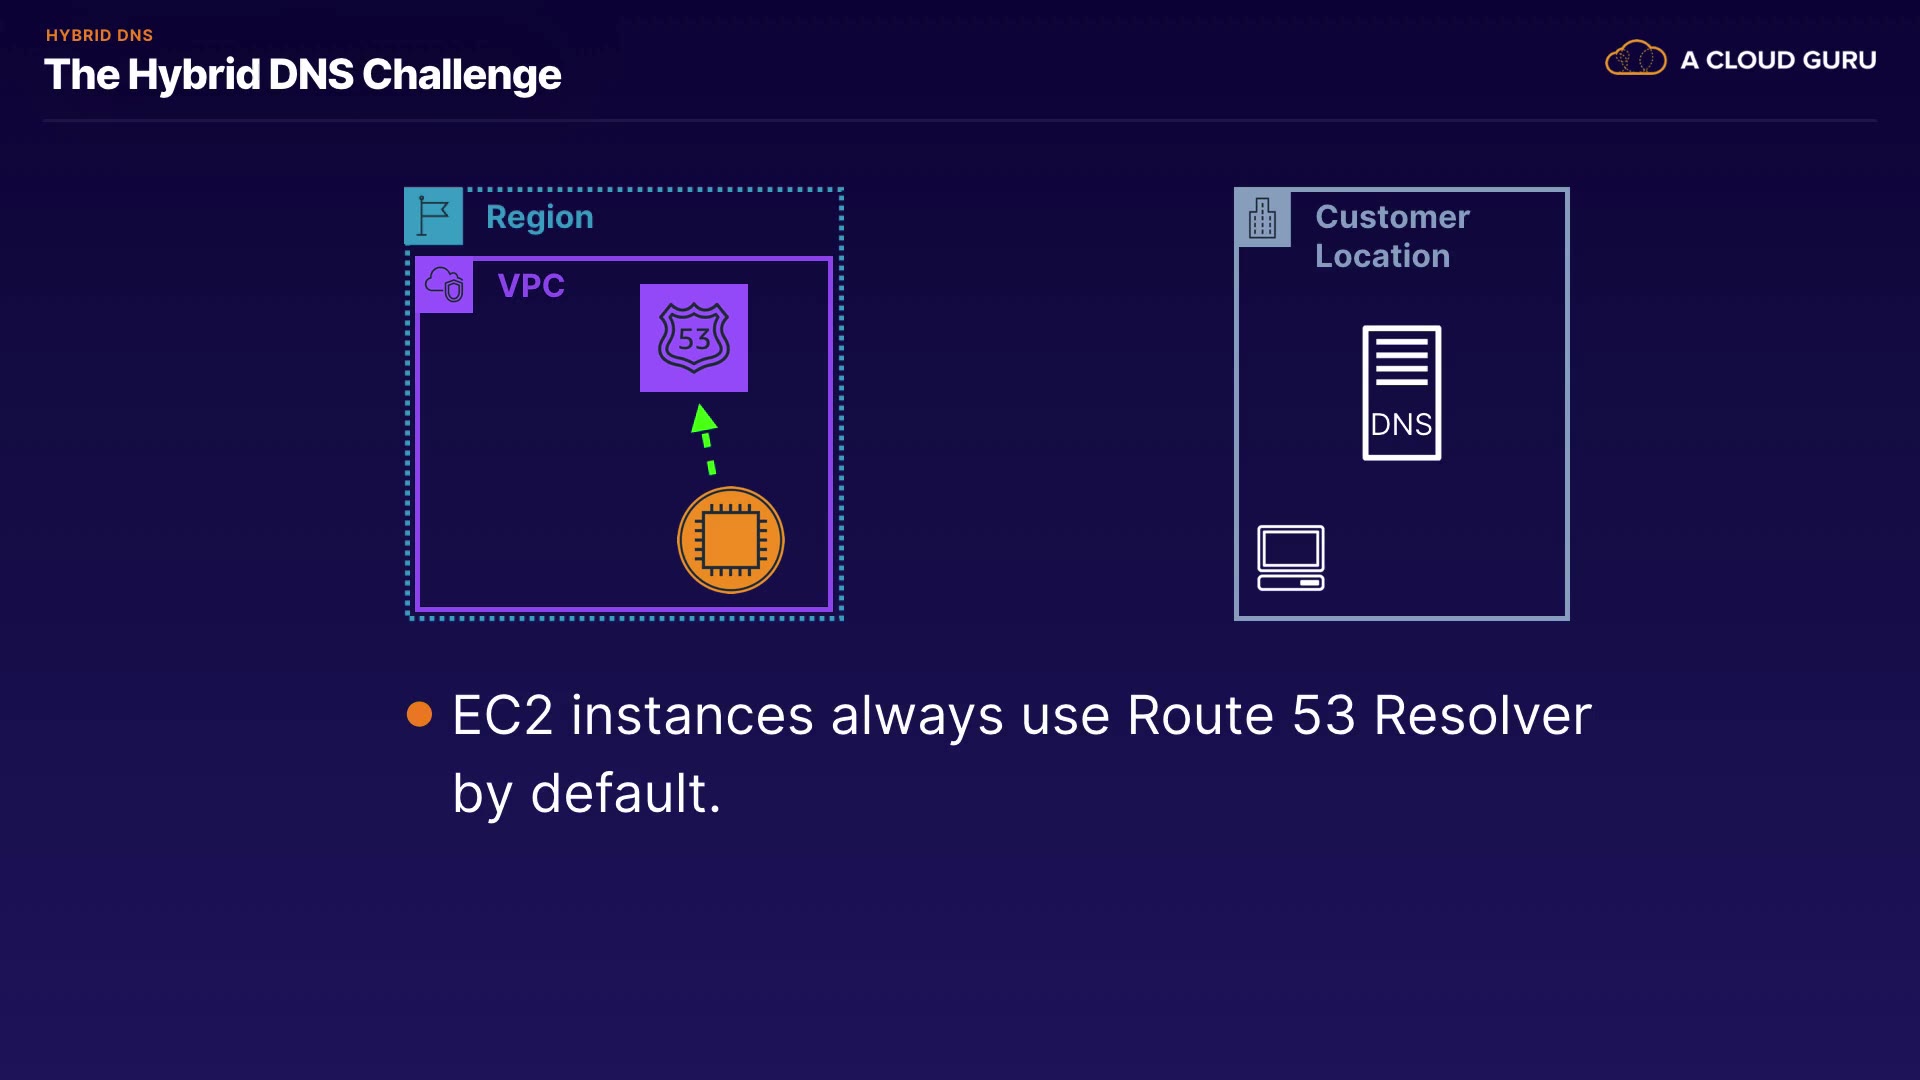 HYBRID DNS
The Hybrid DNS Challenge
A CLOUD GURU
Region
VPC
53
Customer
Location
DNS
EC2 instances always use Route 53 Resolver
by default.